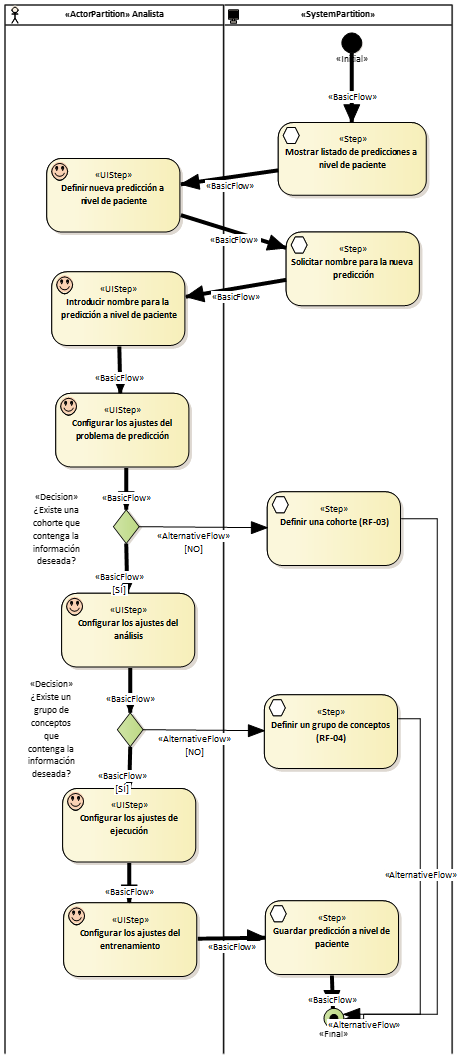 «ActorPartition» Analista
«SystemPartition»
«Initial»
«BasicFlow»
«Step»
Mostrar listado de predicciones a
nivel de paciente
«BasicFlow»
«UIStep»
Definir nueva predicción a
nivel de paciente
«BasicFlow»
«Step»
Solicitar nombre para la nueva
predicción
«BasicFlow»
«UIStep»
Introducir nombre para la
predicción a nivel de paciente
«BasicFlow»
«UIStep»
Configurar los ajustes del
problema de predicción
«BasicFlow»
«Decision»
¿Existe una
cohorte que
contenga la
información
deseada?
«AlternativeFlow»
[NO]
«Step»
Definir una cohorte (RF-03)
«BasicFlow»
[SÍ]
«UIStep»
Configurar los ajustes del
análisis
«BasicFlow»
«Decision»
¿Existe un
grupo de
conceptos
que
contenga la
información
deseada?
«AlternativeFlow»
[NO]
«Step»
Definir un grupo de conceptos
(RF-04)
«BasicFlow»
[SÍ]
«UIStep»
Configurar los ajustes de
ejecución
«AlternativeFlow»
«BasicFlow»
«UIStep»
Configurar los ajustes del
entrenamiento
«BasicFlow»
«Step»
Guardar predicción a nivel de
paciente
«BasicFlow»
«AlternativeFlow»
«Final»